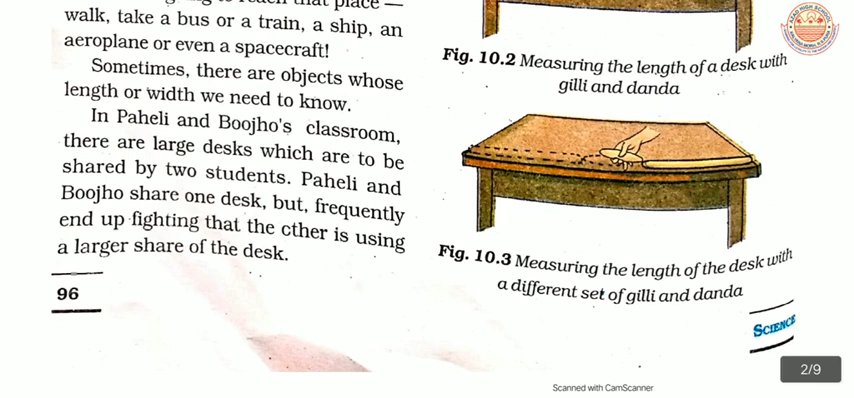 walk, take a bus or a train, a ship, an
aeroplane or even a spacecraft!
Sometimes, there are objects whose
length or width we need to know.
In Paheli and Boojho's classroom,
there are large desks which are to be
shared by two students. Paheli and
Boojho share one desk, but, frequently
end up fighting that the cther is using
a larger share of the desk.
96
Fig. 10.2 Measuring the length of a desk with
gilli and danda
Fig. 10.3 Measuring the length of the desk with
a different set of gilli and danda
SCIENCE
2/9
Scanned with CamScanner